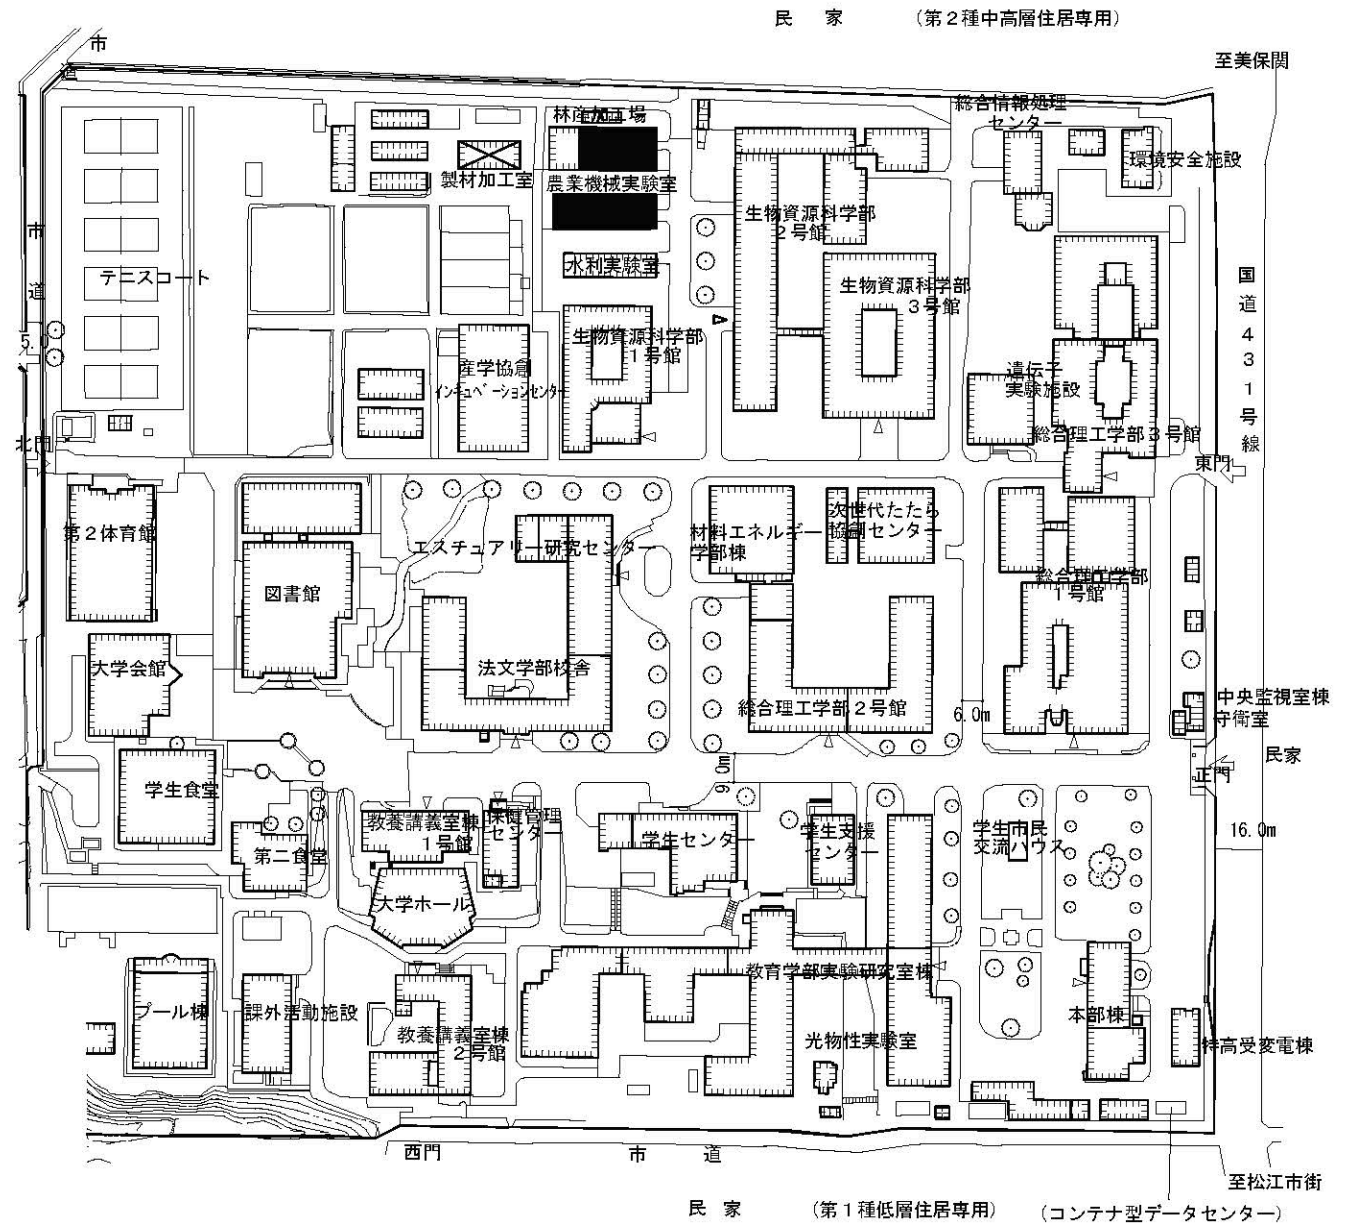 民　家　（第２種中高層住居専用）
市
道
至美保関
総合情報処理
センター
林産加工場
環境安全施設
製材加工室
農業機械実験室
生物資源科学部
２号館
市
道
テニスコート
水利実験室
生物資源科学部
３号館
国
道
４
３
１
号
線
5.0
生物資源科学部
１号館
産学協創
インキュベーションセンター
遺伝子
実験施設
総合理工学部３号館
北門
東門
第２体育館
エスチュアリー研究センター
材料エネルギー
学部棟
次世代たたら
協創センター
図書館
総合理工学部
１号館
大学会館
法文学部校舎
総合理工学部２号館
6.0m
中央監視室棟
守衛室
民家
正門
9.0m
学生食堂
16.0m
教養講義室棟
１号館
保健管理
センター
学生センター
学生支援
センター
学生市民
交流ハウス
第二食堂
大学ホール
教育学部実験研究室棟
プール棟
課外活動施設
教養講義室棟
２号館
光物性実験室
本部棟
特高受変電棟
西門
市　道
至松江市街
民　家　（第１種低層住居専用）
（コンテナ型データセンター）